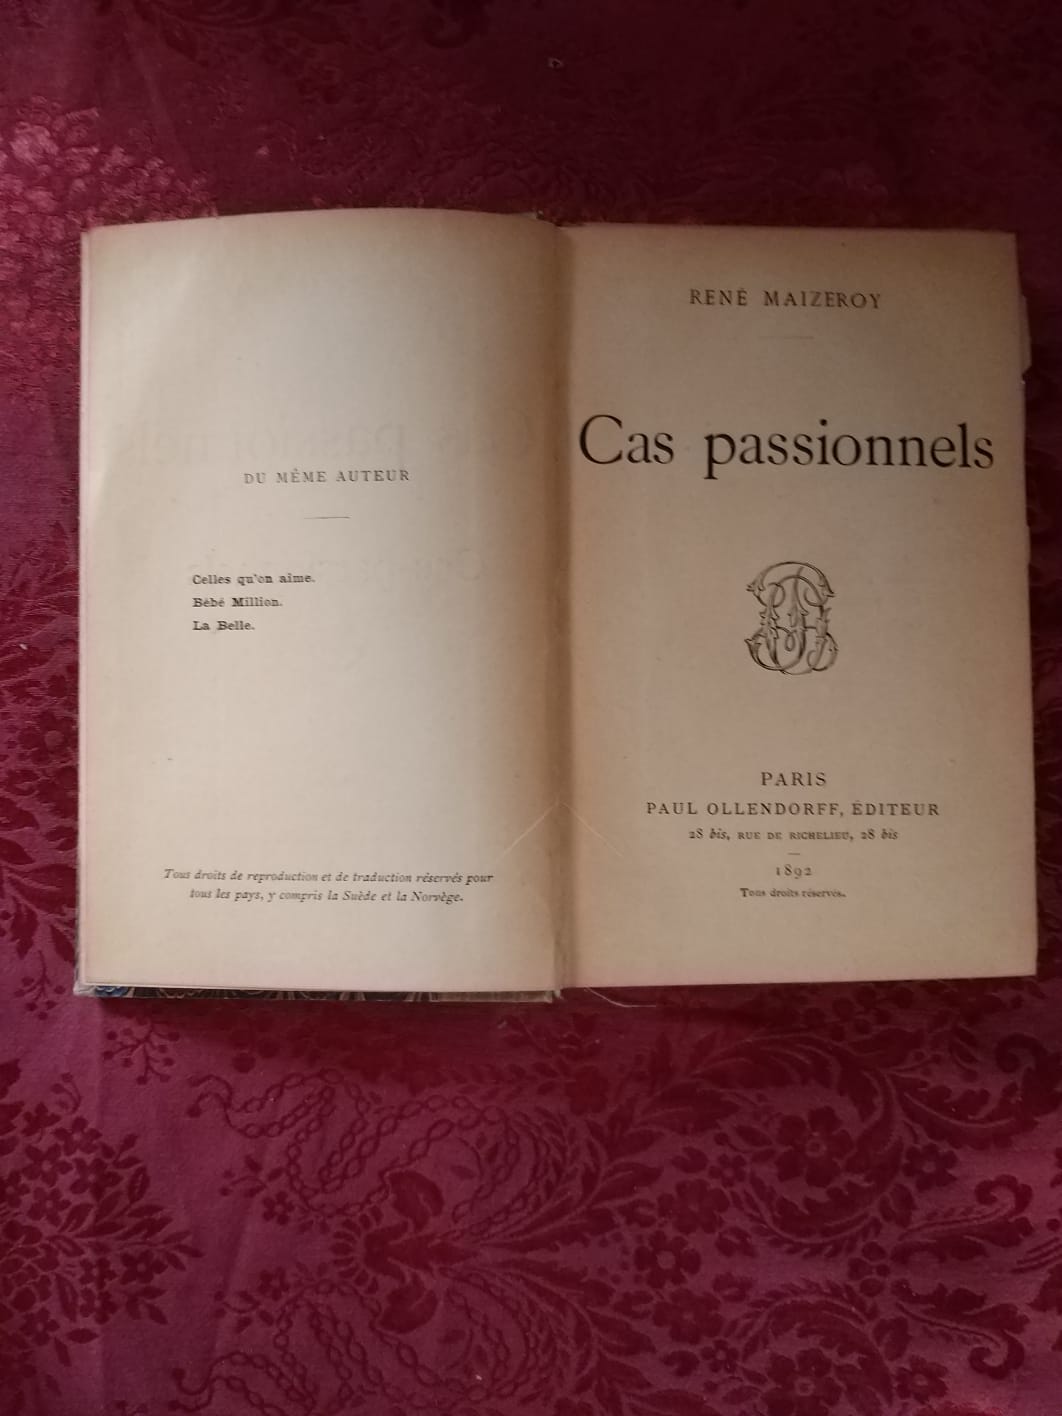 DU MÊME AUTEUR
Celles qu'on aime.
Bébé Million.
La Belle.
Tous droits de reproduction et de traduction réservés pour
tous les pays, y compris la Suède et la Norvège.
RENÉ MAIZEROY
Cas passionnels
PARIS
PAUL OLLENDORFF, ÉDITEUR
28 bis, RUE DE RICHELIEU, 28 bis
1892
Tous droits réservés.